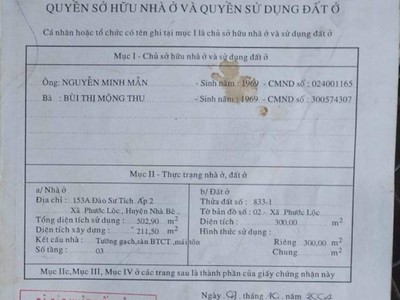 QUYỀN SỞ HỮU NHÀ Ở VÀ QUYỀN SỬ DỤNG ĐẤT Ở
Cá nhân hoặc tổ chức có tên ghi tại mục I là chủ sở hữu nhà ở và sử dụng đất ở
Mục I - Chủ sở hữu nhà ở và sử dụng đất ở
Ông: NGUYỄN MINH MẪN - Sinh năm : 1969 - CMND số : 024001165
Bà : BÙI THỊ MỘNG THU - Sinh năm : 1969 - CMND số : 300574307
Mục II - Thực trạng nhà ở, đất ở
a/ Nhà ở
Địa chỉ : 153A Đào Sư Tích Ấp 2
Xã Phước Lộc, Huyện Nhà Bè.
Tổng diện tích sử dụng: 502,90 m2
Diện tích xây dựng: 211,50 m2
Kết cấu nhà: Tường gạch, sàn BTCT, mái tôn
Số tầng : 03
b/ Đất ở
Thửa đất số : 833-1
Tờ bản đồ số : 02.- Xã Phước Lộc.
Diện tích: 300,00 m2
Hình thức sử dụng:
Riêng 300,00 m2
Chung m2
Mục IIc, Mục III, Mục IV ở các trang sau là thành phần của giấy chứng nhận này
Ngày tháng 10 năm